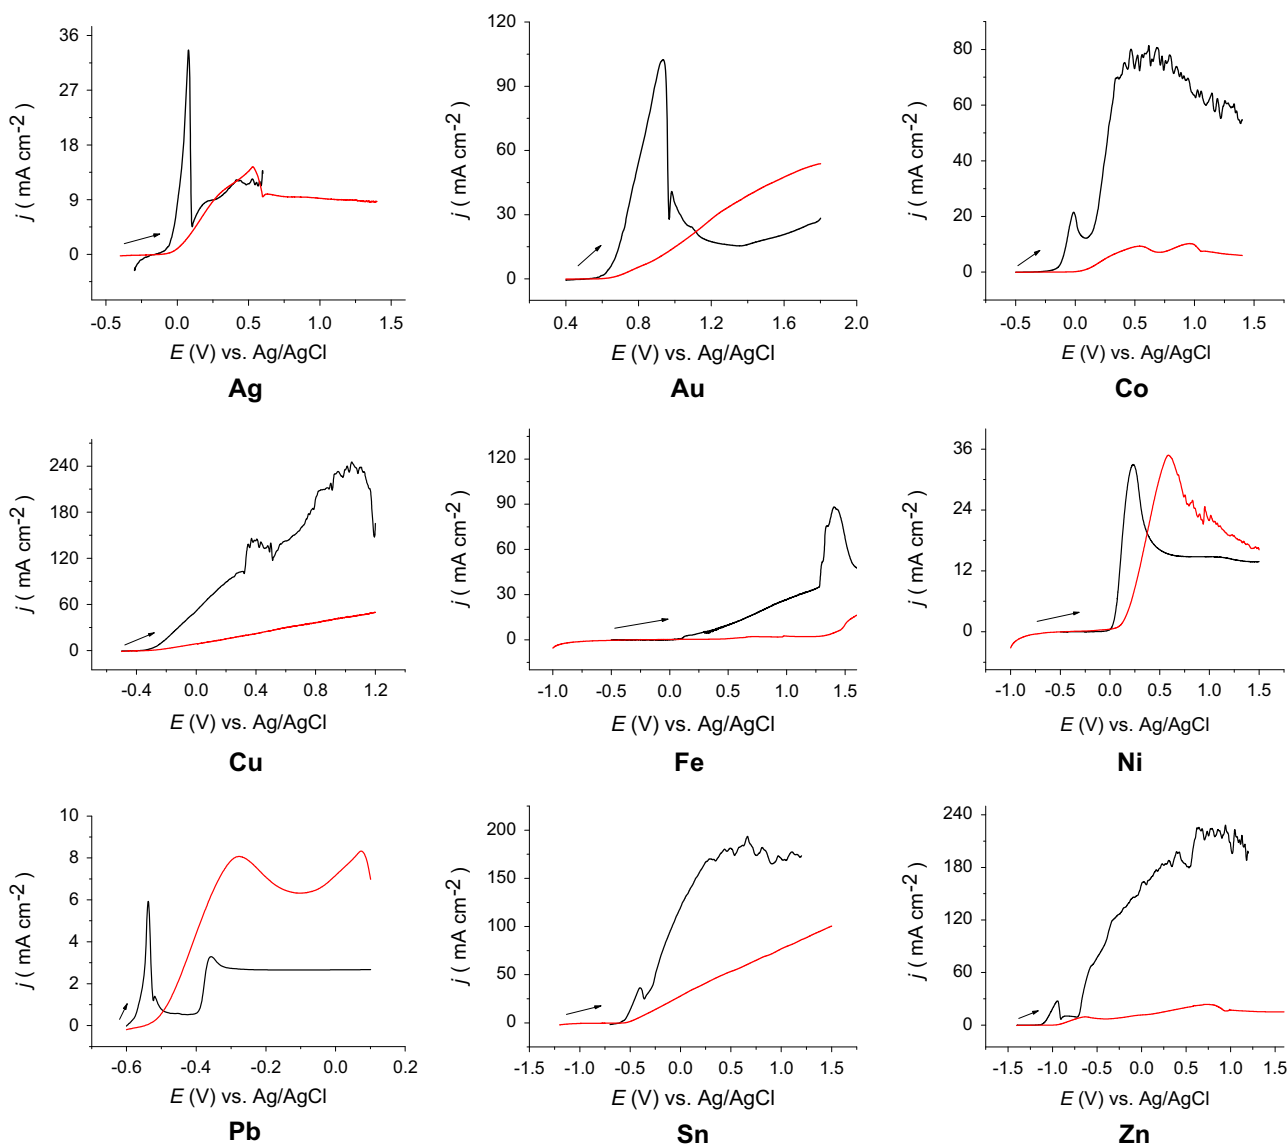 j ( mA cm-2 )
36
27
18
9
0
-0.5 0.0 0.5 1.0 1.5
E (V) vs. Ag/AgCl
Ag
j ( mA cm-2 )
120
90
60
30
0
0.4 0.8 1.2 1.6 2.0
E (V) vs. Ag/AgCl
Au
j ( mA cm-2 )
80
60
40
20
0
-0.5 0.0 0.5 1.0 1.5
E (V) vs. Ag/AgCl
Co
j ( mA cm-2 )
240
180
120
60
0
-0.4 0.0 0.4 0.8 1.2
E (V) vs. Ag/AgCl
Cu
j ( mA cm-2 )
120
90
60
30
0
-1.0 -0.5 0.0 0.5 1.0 1.5
E (V) vs. Ag/AgCl
Fe
j ( mA cm-2 )
36
24
12
0
-1.0 -0.5 0.0 0.5 1.0 1.5
E (V) vs. Ag/AgCl
Ni
j ( mA cm-2 )
10
8
6
4
2
0
-0.6 -0.4 -0.2 0.0 0.2
E (V) vs. Ag/AgCl
Pb
j ( mA cm-2 )
200
150
100
50
0
-1.5 -1.0 -0.5 0.0 0.5 1.0 1.5
E (V) vs. Ag/AgCl
Sn
j ( mA cm-2 )
240
180
120
60
0
-1.5 -1.0 -0.5 0.0 0.5 1.0 1.5
E (V) vs. Ag/AgCl
Zn